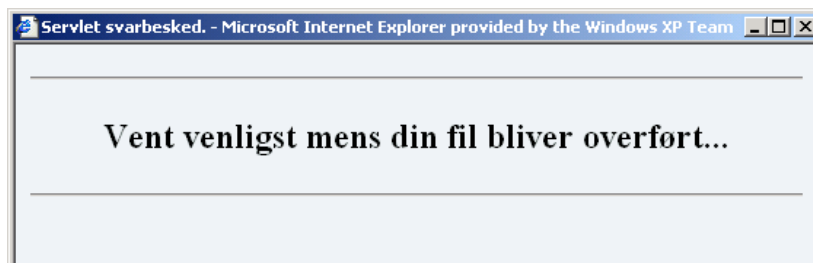 Servlet svarbesked. - Microsoft Internet Explorer provided by the Windows XP Team
Vent venligst mens din fil bliver overført...